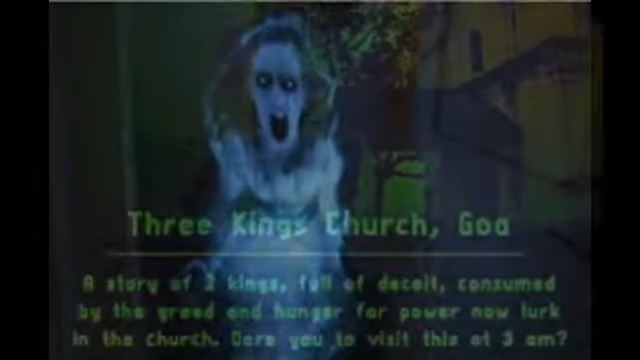 Three Kings Church, Goa
A story of 3 kings, full of deceit, consumed
by the greed and hunger for power now lurk
in the church. Dare you to visit this at 3 am?